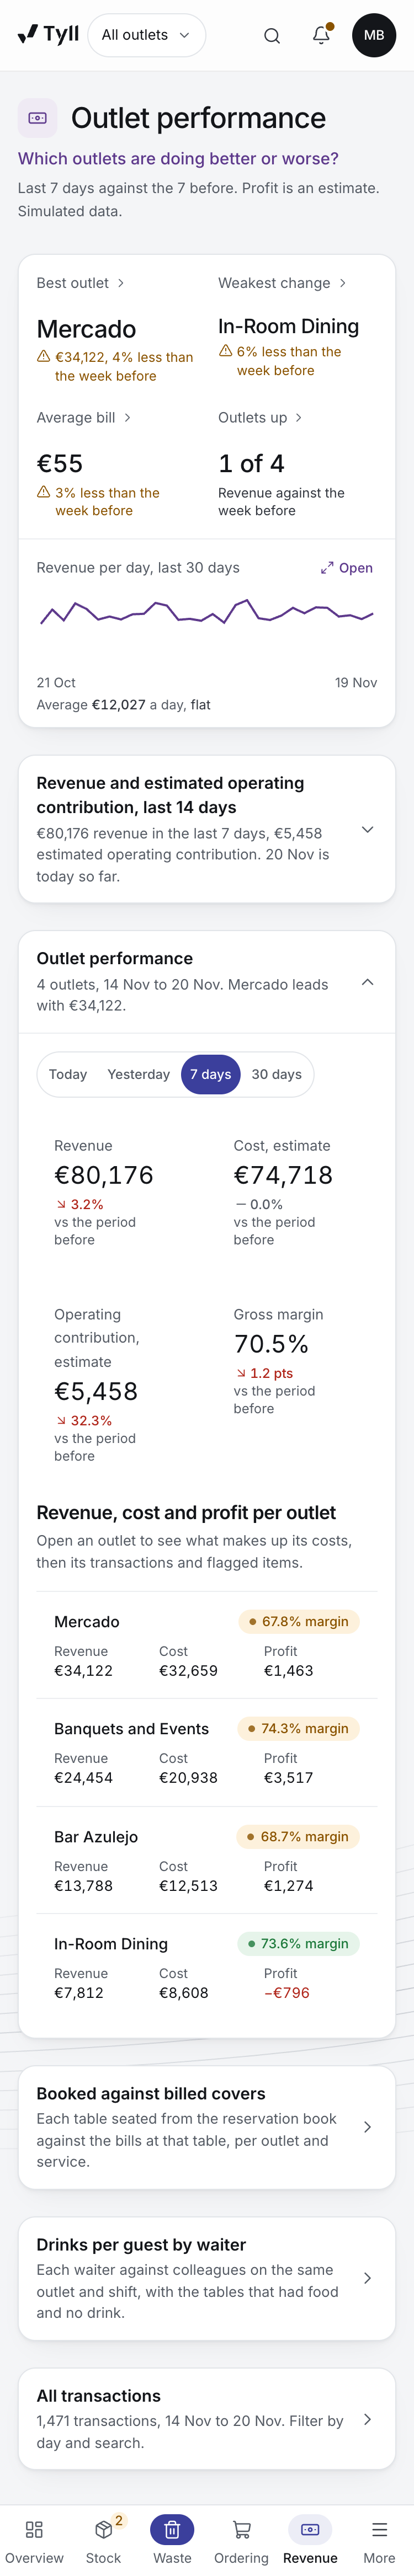 Tyll
All outlets
MB
Outlet performance
Which outlets are doing better or worse?
Last 7 days against the 7 before. Profit is an estimate.
Simulated data.
Best outlet
Mercado
€34,122, 4% less than
the week before
Weakest change
In-Room Dining
6% less than the
week before
Average bill
€55
3% less than the
week before
Outlets up
1 of 4
Revenue against the
week before
Revenue per day, last 30 days
Open
21 Oct
19 Nov
Average €12,027 a day, flat
Revenue and estimated operating
contribution, last 14 days
€80,176 revenue in the last 7 days, €5,458
estimated operating contribution. 20 Nov is
today so far.
Outlet performance
4 outlets, 14 Nov to 20 Nov. Mercado leads
with €34,122.
Today
Yesterday
7 days
30 days
Revenue
€80,176
3.2%
vs the period
before
Cost, estimate
€74,718
0.0%
vs the period
before
Operating
contribution,
estimate
€5,458
32.3%
vs the period
before
Gross margin
70.5%
1.2 pts
vs the period
before
Revenue, cost and profit per outlet
Open an outlet to see what makes up its costs,
then its transactions and flagged items.
Mercado
67.8% margin
Revenue Cost Profit
€34,122 €32,659 €1,463
Banquets and Events
74.3% margin
Revenue Cost Profit
€24,454 €20,938 €3,517
Bar Azulejo
68.7% margin
Revenue Cost Profit
€13,788 €12,513 €1,274
In-Room Dining
73.6% margin
Revenue Cost Profit
€7,812 €8,608 −€796
Booked against billed covers
Each table seated from the reservation book
against the bills at that table, per outlet and
service.
Drinks per guest by waiter
Each waiter against colleagues on the same
outlet and shift, with the tables that had food
and no drink.
All transactions
1,471 transactions, 14 Nov to 20 Nov. Filter by
day and search.
2
Overview
Stock
Waste
Ordering
Revenue
More